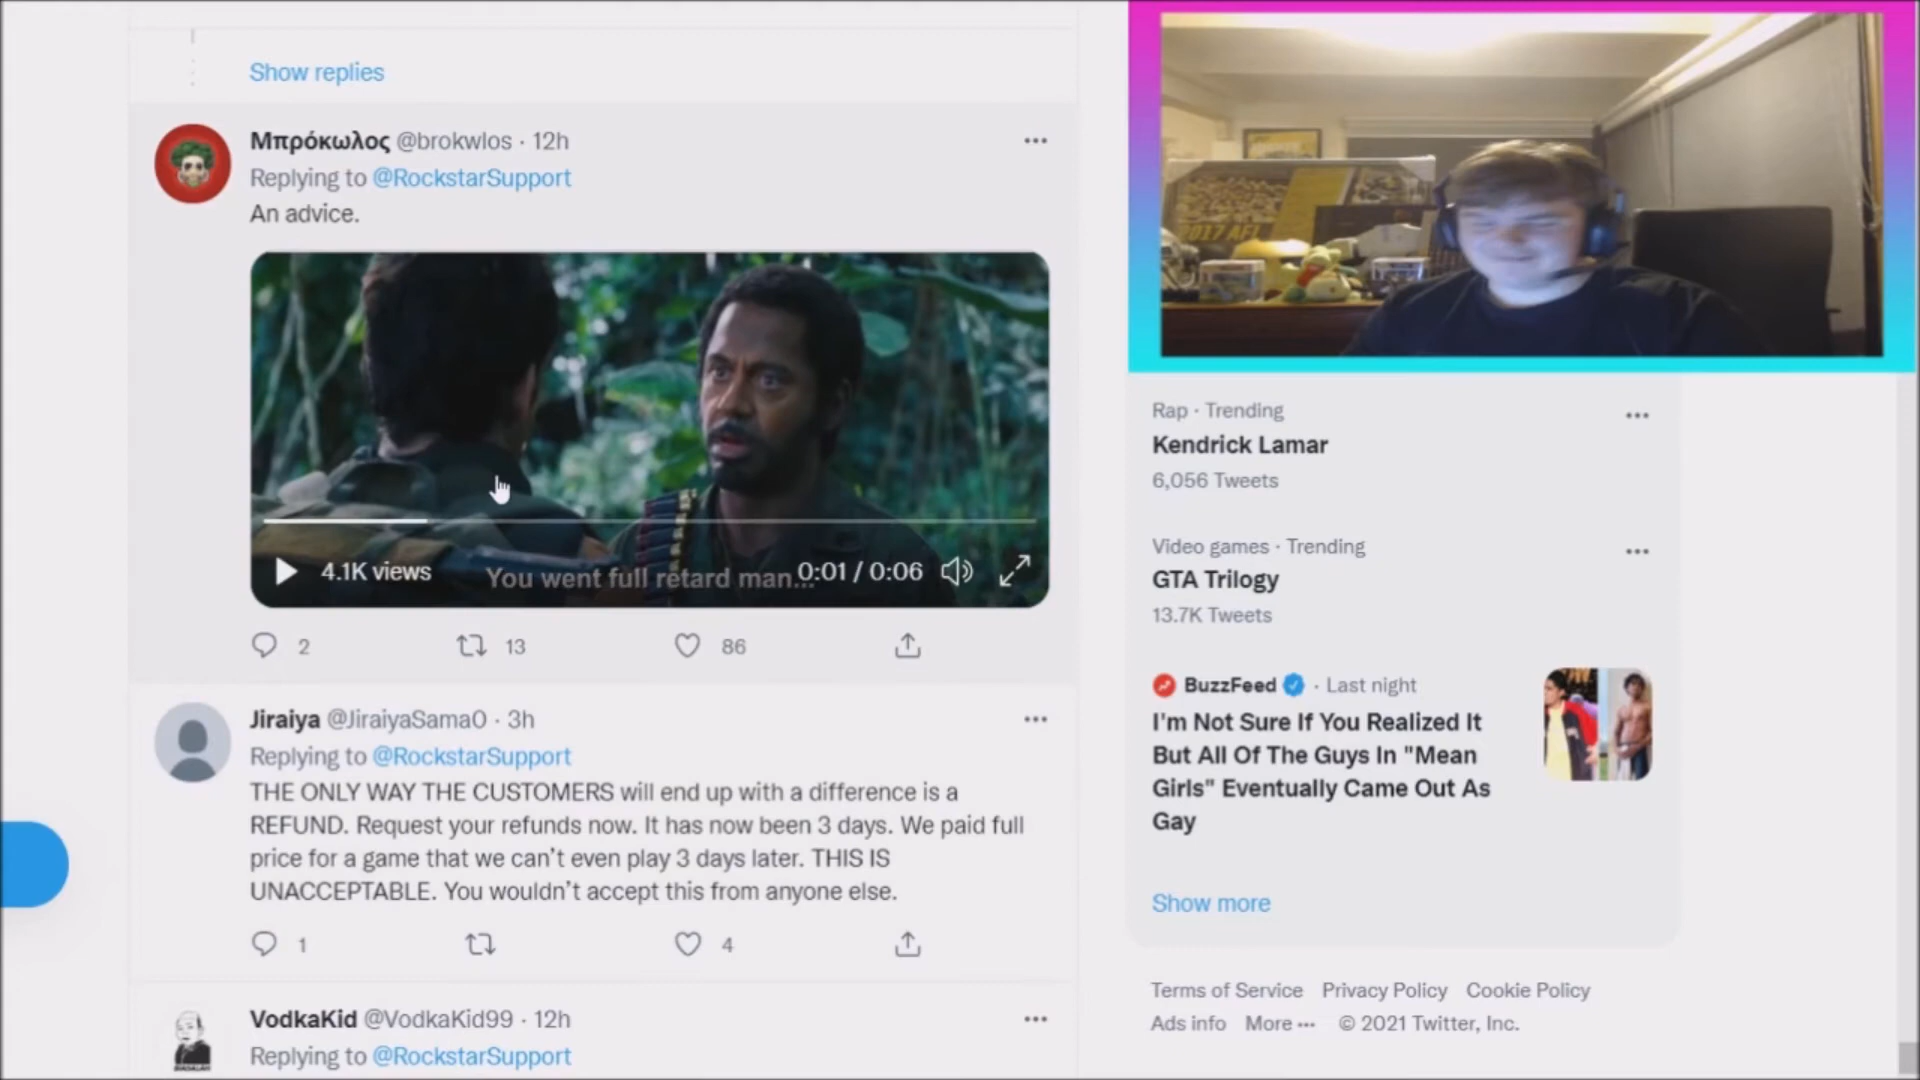 Show replies
Μπρόκωλος @brokwlos · 12h
Replying to @RockstarSupport
An advice.
4.1K views
You went full retard man...
0:01 / 0:06
2
13
86
Jiraiya @JiraiyaSama0 · 3h
Replying to @RockstarSupport
THE ONLY WAY THE CUSTOMERS will end up with a difference is a
REFUND. Request your refunds now. It has now been 3 days. We paid full
price for a game that we can't even play 3 days later. THIS IS
UNACCEPTABLE. You wouldn't accept this from anyone else.
1
4
VodkaKid @VodkaKid99 · 12h
Replying to @RockstarSupport
2017 AFL
Rap · Trending
Kendrick Lamar
6,056 Tweets
Video games · Trending
GTA Trilogy
13.7K Tweets
BuzzFeed · Last night
I'm Not Sure If You Realized It
But All Of The Guys In "Mean
Girls" Eventually Came Out As
Gay
Show more
Terms of Service Privacy Policy Cookie Policy
Ads info More ··· © 2021 Twitter, Inc.